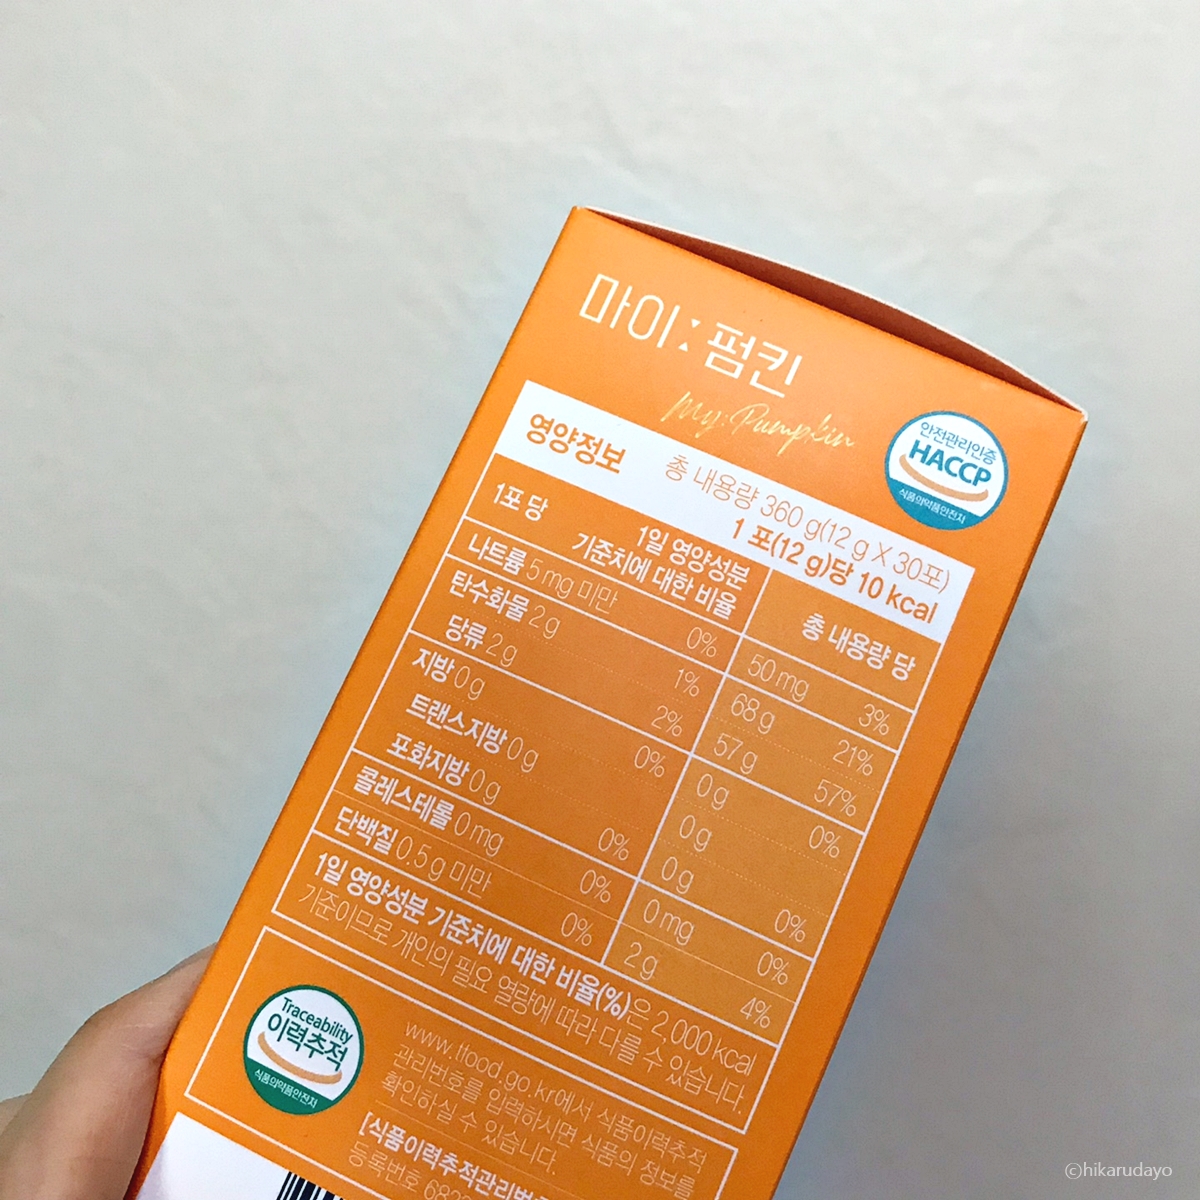 마이:펌킨
My:Pumpkin
안전관리인증
HACCP
식품의약품안전처
영양정보
총 내용량 360 g(12 g X 30포)
1 포(12 g)당 10 kcal
1포 당
1일 영양성분
기준치에 대한 비율
총 내용량 당
나트륨 5 mg 미만 0% 50 mg 3%
탄수화물 2 g 1% 68 g 21%
당류 2 g 2% 57 g 57%
지방 0 g 0% 0 g 0%
트랜스지방 0 g 0 g
포화지방 0 g 0% 0 g 0%
콜레스테롤 0 mg 0% 0 mg 0%
단백질 0.5 g 미만 0% 2 g 4%
1일 영양성분 기준치에 대한 비율(%)은 2,000 kcal
기준이므로 개인의 필요 열량에 따라 다를 수 있습니다.
Traceability
이력추적
식품의약품안전처
www.tfood.go.kr에서 식품이력추적
관리번호를 입력하시면 식품의 정보를
확인하실 수 있습니다.
[식품이력추적관리번
등록번호 682
©hikarudayo